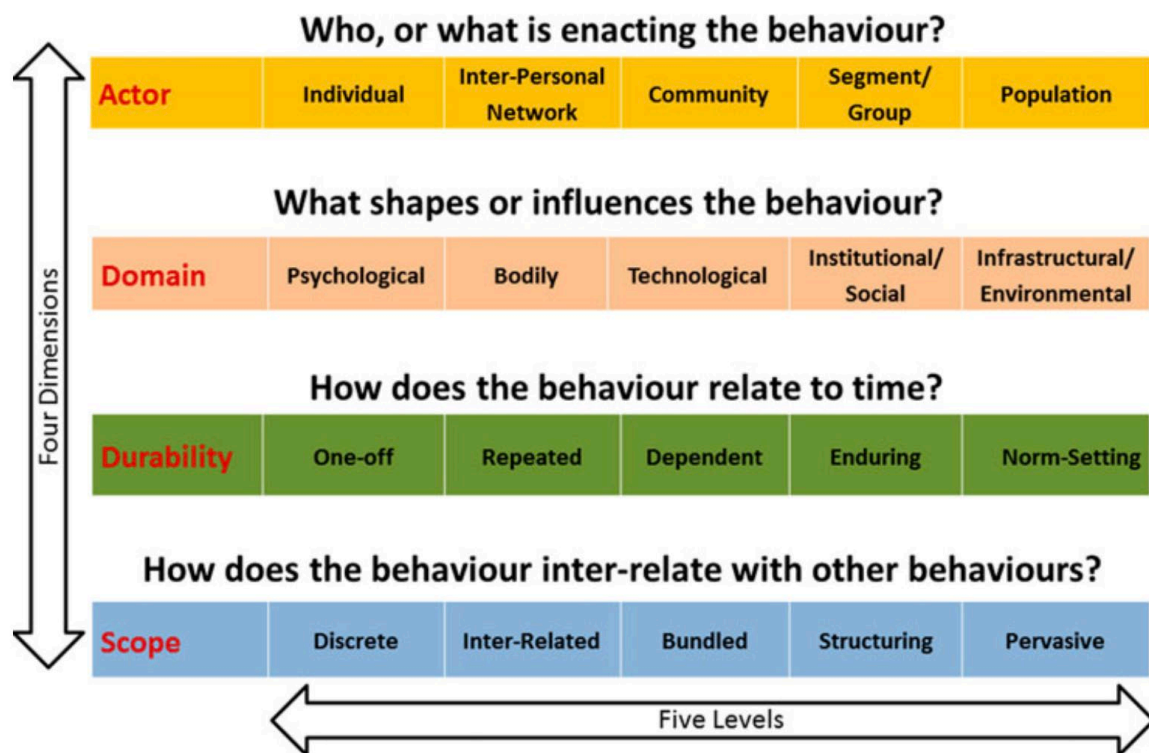 Who, or what is enacting the behaviour?
Actor
Individual
Inter-Personal
Network
Community
Segment/
Group
Population
What shapes or influences the behaviour?
Domain
Psychological
Bodily
Technological
Institutional/
Social
Infrastructural/
Environmental
How does the behaviour relate to time?
Durability
One-off
Repeated
Dependent
Enduring
Norm-Setting
How does the behaviour inter-relate with other behaviours?
Scope
Discrete
Inter-Related
Bundled
Structuring
Pervasive
Four Dimensions
Five Levels